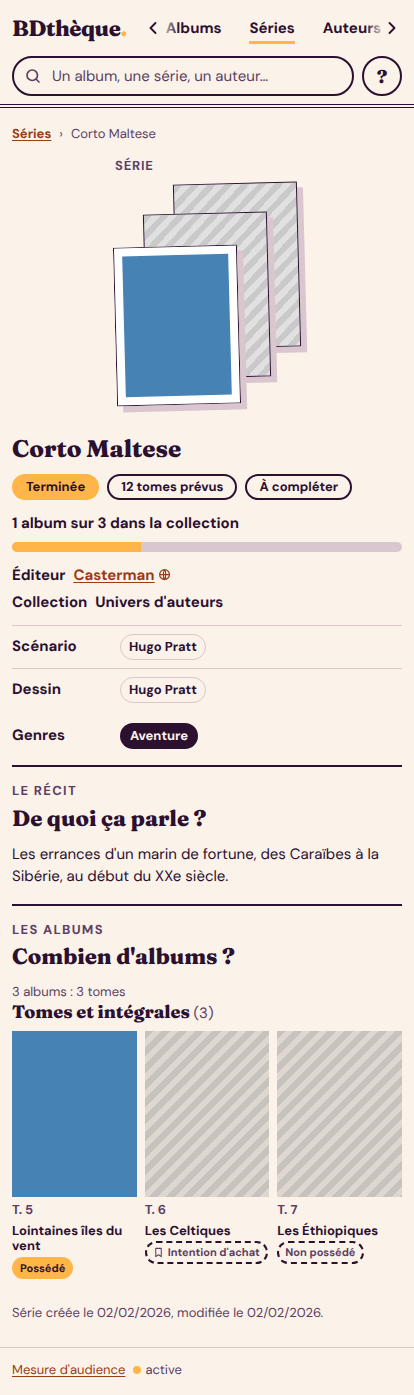 BDthèque.
Albums
Séries
Auteurs
Un album, une série, un auteur…
?
Séries › Corto Maltese
SÉRIE
Corto Maltese
Terminée
12 tomes prévus
À compléter
1 album sur 3 dans la collection
Éditeur Casterman
Collection Univers d'auteurs
Scénario Hugo Pratt
Dessin Hugo Pratt
Genres Aventure
LE RÉCIT
De quoi ça parle ?
Les errances d'un marin de fortune, des Caraïbes à la
Sibérie, au début du XXe siècle.
LES ALBUMS
Combien d'albums ?
3 albums : 3 tomes
Tomes et intégrales (3)
T. 5
Lointaines îles du
vent
Possédé
T. 6
Les Celtiques
Intention d'achat
T. 7
Les Éthiopiques
Non possédé
Série créée le 02/02/2026, modifiée le 02/02/2026.
Mesure d'audience
active